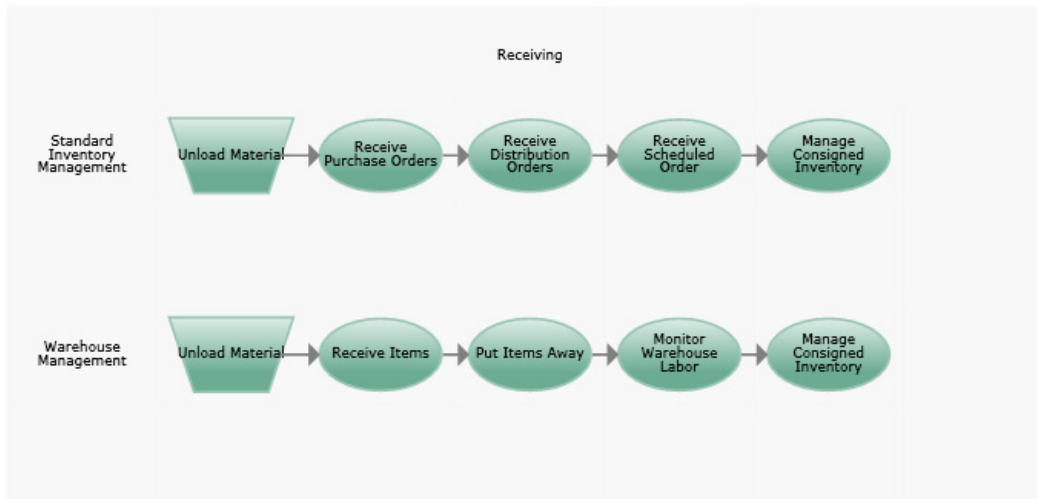 Receiving
Standard
Inventory
Management
Unload Material
Receive
Purchase Orders
Receive
Distribution
Orders
Receive
Scheduled
Order
Manage
Consigned
Inventory
Warehouse
Management
Unload Material
Receive Items
Put Items Away
Monitor
Warehouse
Labor
Manage
Consigned
Inventory